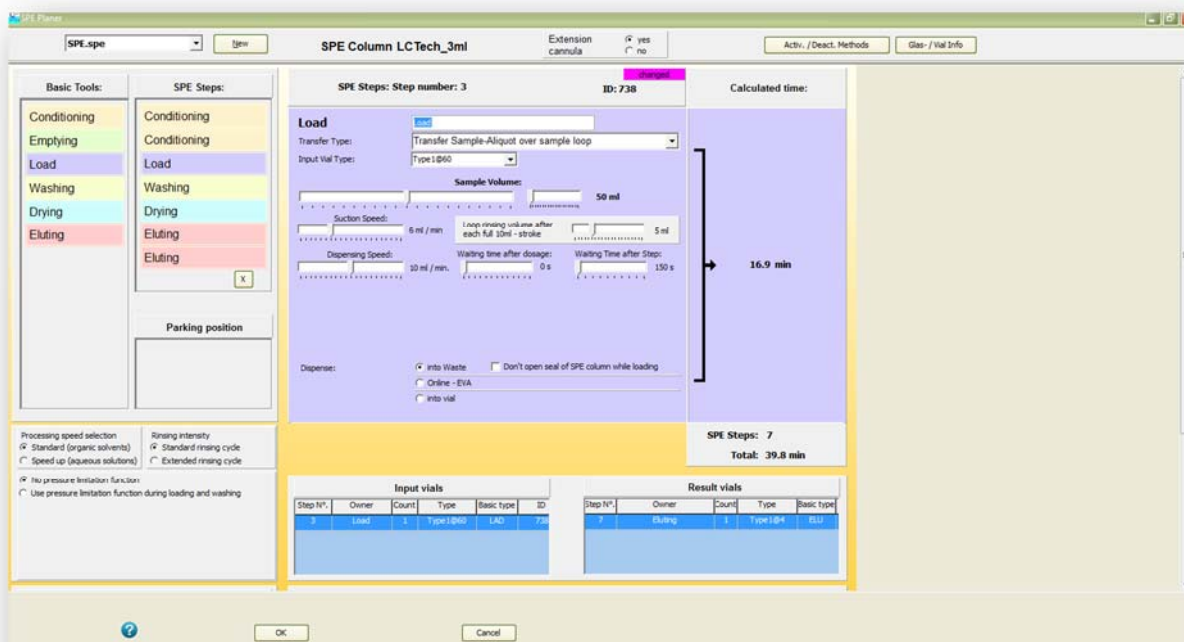 SPE Planer
SPE.spe
New
SPE Column LCTech_3ml
Extension cannula
yes
no
Activ. /Deact. Methods
Glas- / Vial Info
Basic Tools:
Conditioning
Emptying
Load
Washing
Drying
Eluting
SPE Steps:
Conditioning
Conditioning
Load
Washing
Drying
Eluting
Eluting
X
Parking position
SPE Steps: Step number: 3
changed
ID: 738
Calculated time:
Load
Load
Transfer Type:
Transfer Sample-Aliquot over sample loop
Input Vial Type:
Type1@60
Sample Volume:
50 ml
Suction Speed:
6 ml / min
Loop rinsing volume after
each full 10ml - stroke
5 ml
Dispensing Speed:
10 ml / min.
Waiting time after dosage:
0 s
Waiting Time after Step:
150 s
16.9 min
Dispense:
into Waste
Don't open seal of SPE column while loading
Online - EVA
into vial
Processing speed selection
Standard (organic solvents)
Speed up (aqueous solutions)
Rinsing intensity
Standard rinsing cycle
Extended rinsing cycle
No pressure limitation function
Use pressure limitation function during loading and washing
SPE Steps: 7
Total: 39.8 min
Input vials
Step N°. Owner Count Type Basic type ID
3 Load 1 Type1@60 LAD 738
Result vials
Step N°. Owner Count Type Basic type
7 Eluting 1 Type1@4 ELU
?
OK
Cancel